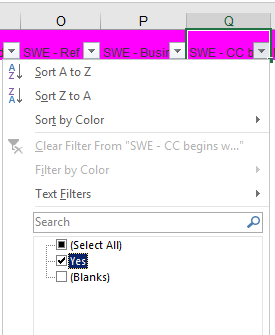 O P Q
SWE - Ref SWE - Busin SWE - CC b
Sort A to Z
Sort Z to A
Sort by Color
Clear Filter From "SWE - CC begins w..."
Filter by Color
Text Filters
Search
(Select All)
Yes
(Blanks)